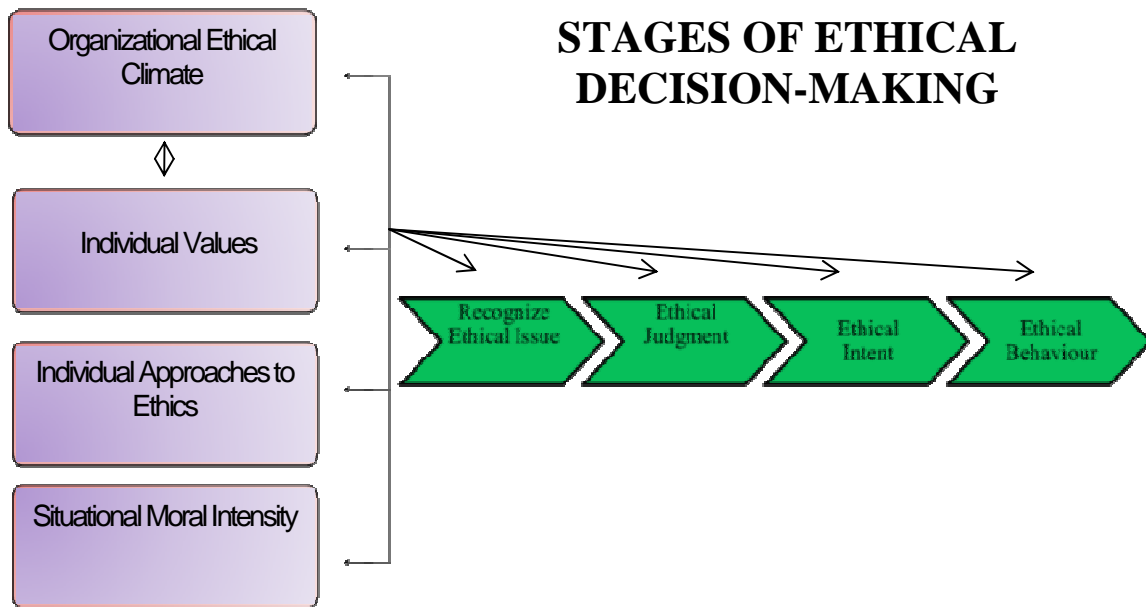 STAGES OF ETHICAL
DECISION-MAKING
Organizational Ethical
Climate
Individual Values
Individual Approaches to
Ethics
Situational Moral Intensity
Recognize
Ethical Issue
Ethical
Judgment
Ethical
Intent
Ethical
Behaviour